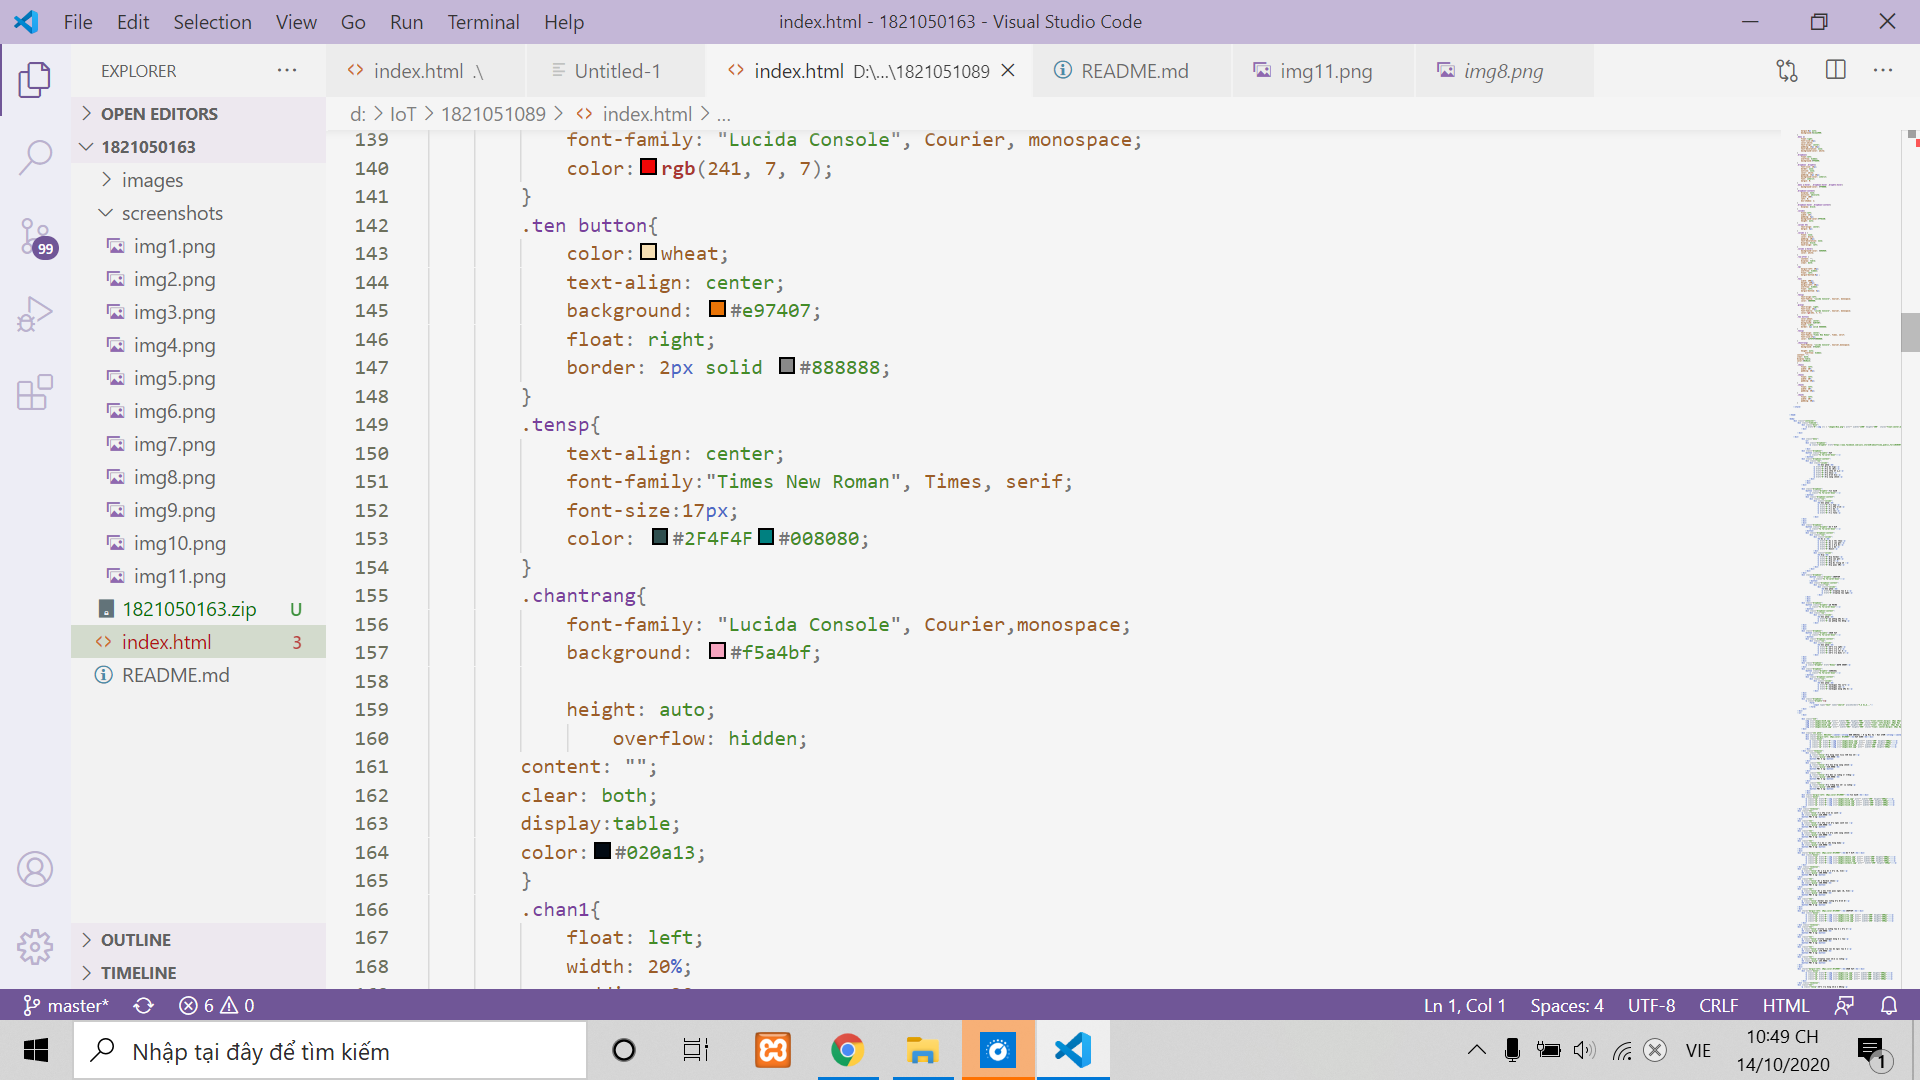 File Edit Selection View Go Run Terminal Help
index.html - 1821050163 - Visual Studio Code
EXPLORER
index.html .\
Untitled-1
index.html D:\...\1821051089
README.md
img11.png
img8.png
OPEN EDITORS
1821050163
images
screenshots
img1.png
img2.png
img3.png
img4.png
img5.png
img6.png
img7.png
img8.png
img9.png
img10.png
img11.png
1821050163.zip U
index.html 3
README.md
OUTLINE
TIMELINE
99
d: > IoT > 1821051089 > index.html > ...
139 font-family: "Lucida Console", Courier, monospace;
140 color: rgb(241, 7, 7);
141 }
142 .ten button{
143 color: wheat;
144 text-align: center;
145 background: #e97407;
146 float: right;
147 border: 2px solid #888888;
148 }
149 .tensp{
150 text-align: center;
151 font-family:"Times New Roman", Times, serif;
152 font-size:17px;
153 color: #2F4F4F #008080;
154 }
155 .chantrang{
156 font-family: "Lucida Console", Courier,monospace;
157 background: #f5a4bf;
158
159 height: auto;
160 overflow: hidden;
161 content: "";
162 clear: both;
163 display:table;
164 color: #020a13;
165 }
166 .chan1{
167 float: left;
168 width: 20%;
master* 6 0
Ln 1, Col 1 Spaces: 4 UTF-8 CRLF HTML
Nhập tại đây để tìm kiếm
VIE
10:49 CH
14/10/2020
1